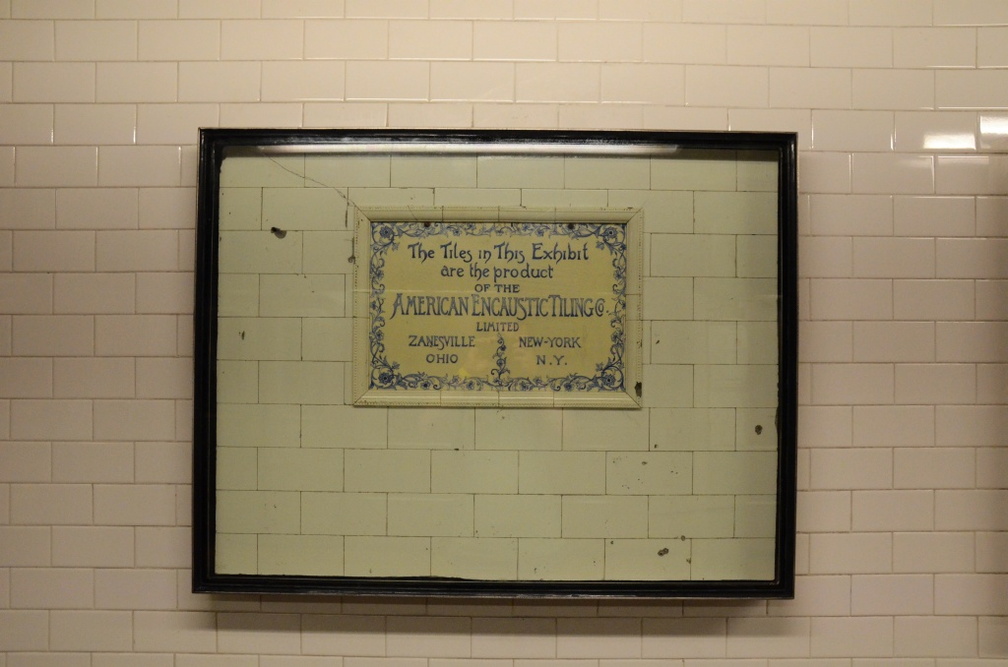 The Tiles in This Exhibit
are the product
OF THE
AMERICAN ENCAUSTIC TILING CO.
LIMITED
ZANESVILLE NEW-YORK
OHIO N.Y.